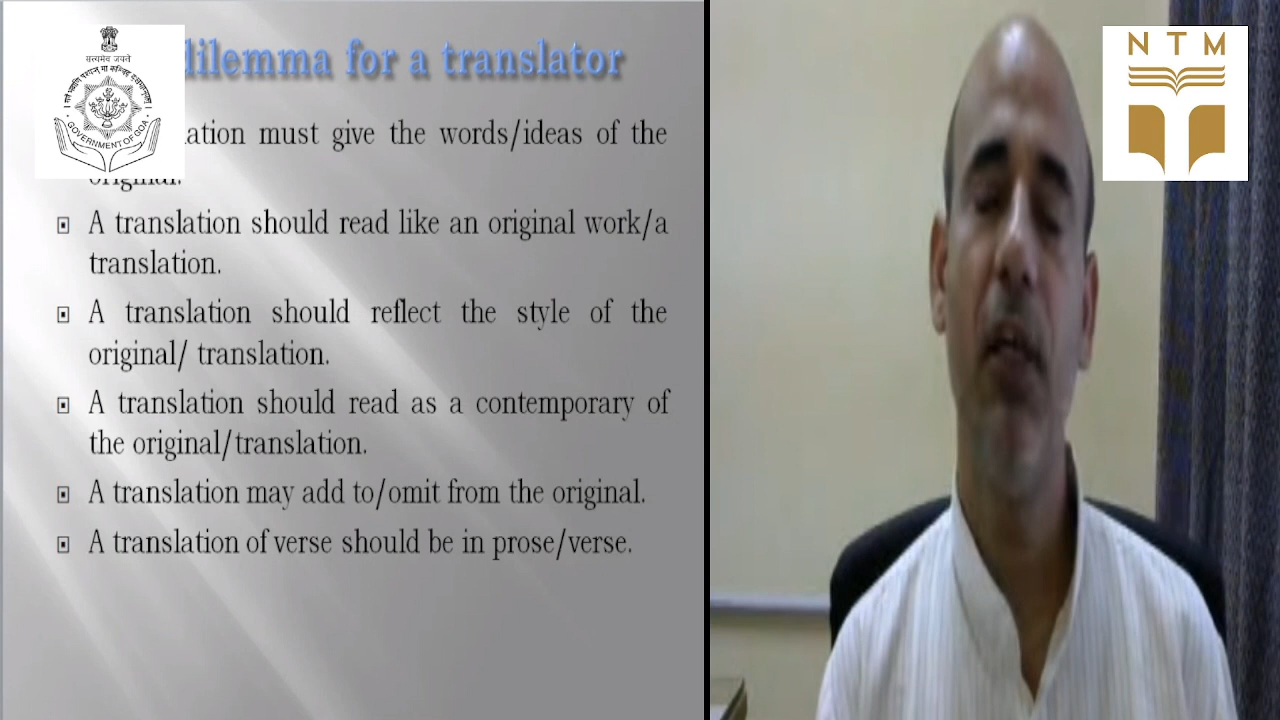 सत्यमेव जयते
GOVERNMENT OF GOA
dilemma for a translator
lation must give the words/ideas of the
original.
A translation should read like an original work/a
translation.
A translation should reflect the style of the
original/ translation.
A translation should read as a contemporary of
the original/translation.
A translation may add to/omit from the original.
A translation of verse should be in prose/verse.
NTM